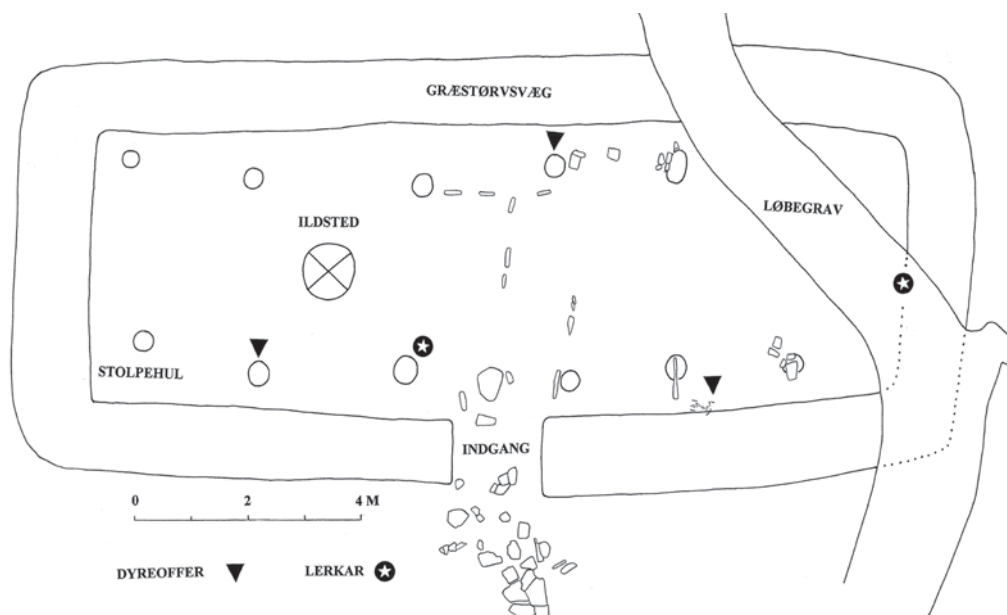 GRÆSTØRVSVÆG
LØBEGRAV
ILDSTED
STOLPEHUL
INDGANG
0 2 4 M
DYREOFFER
LERKAR